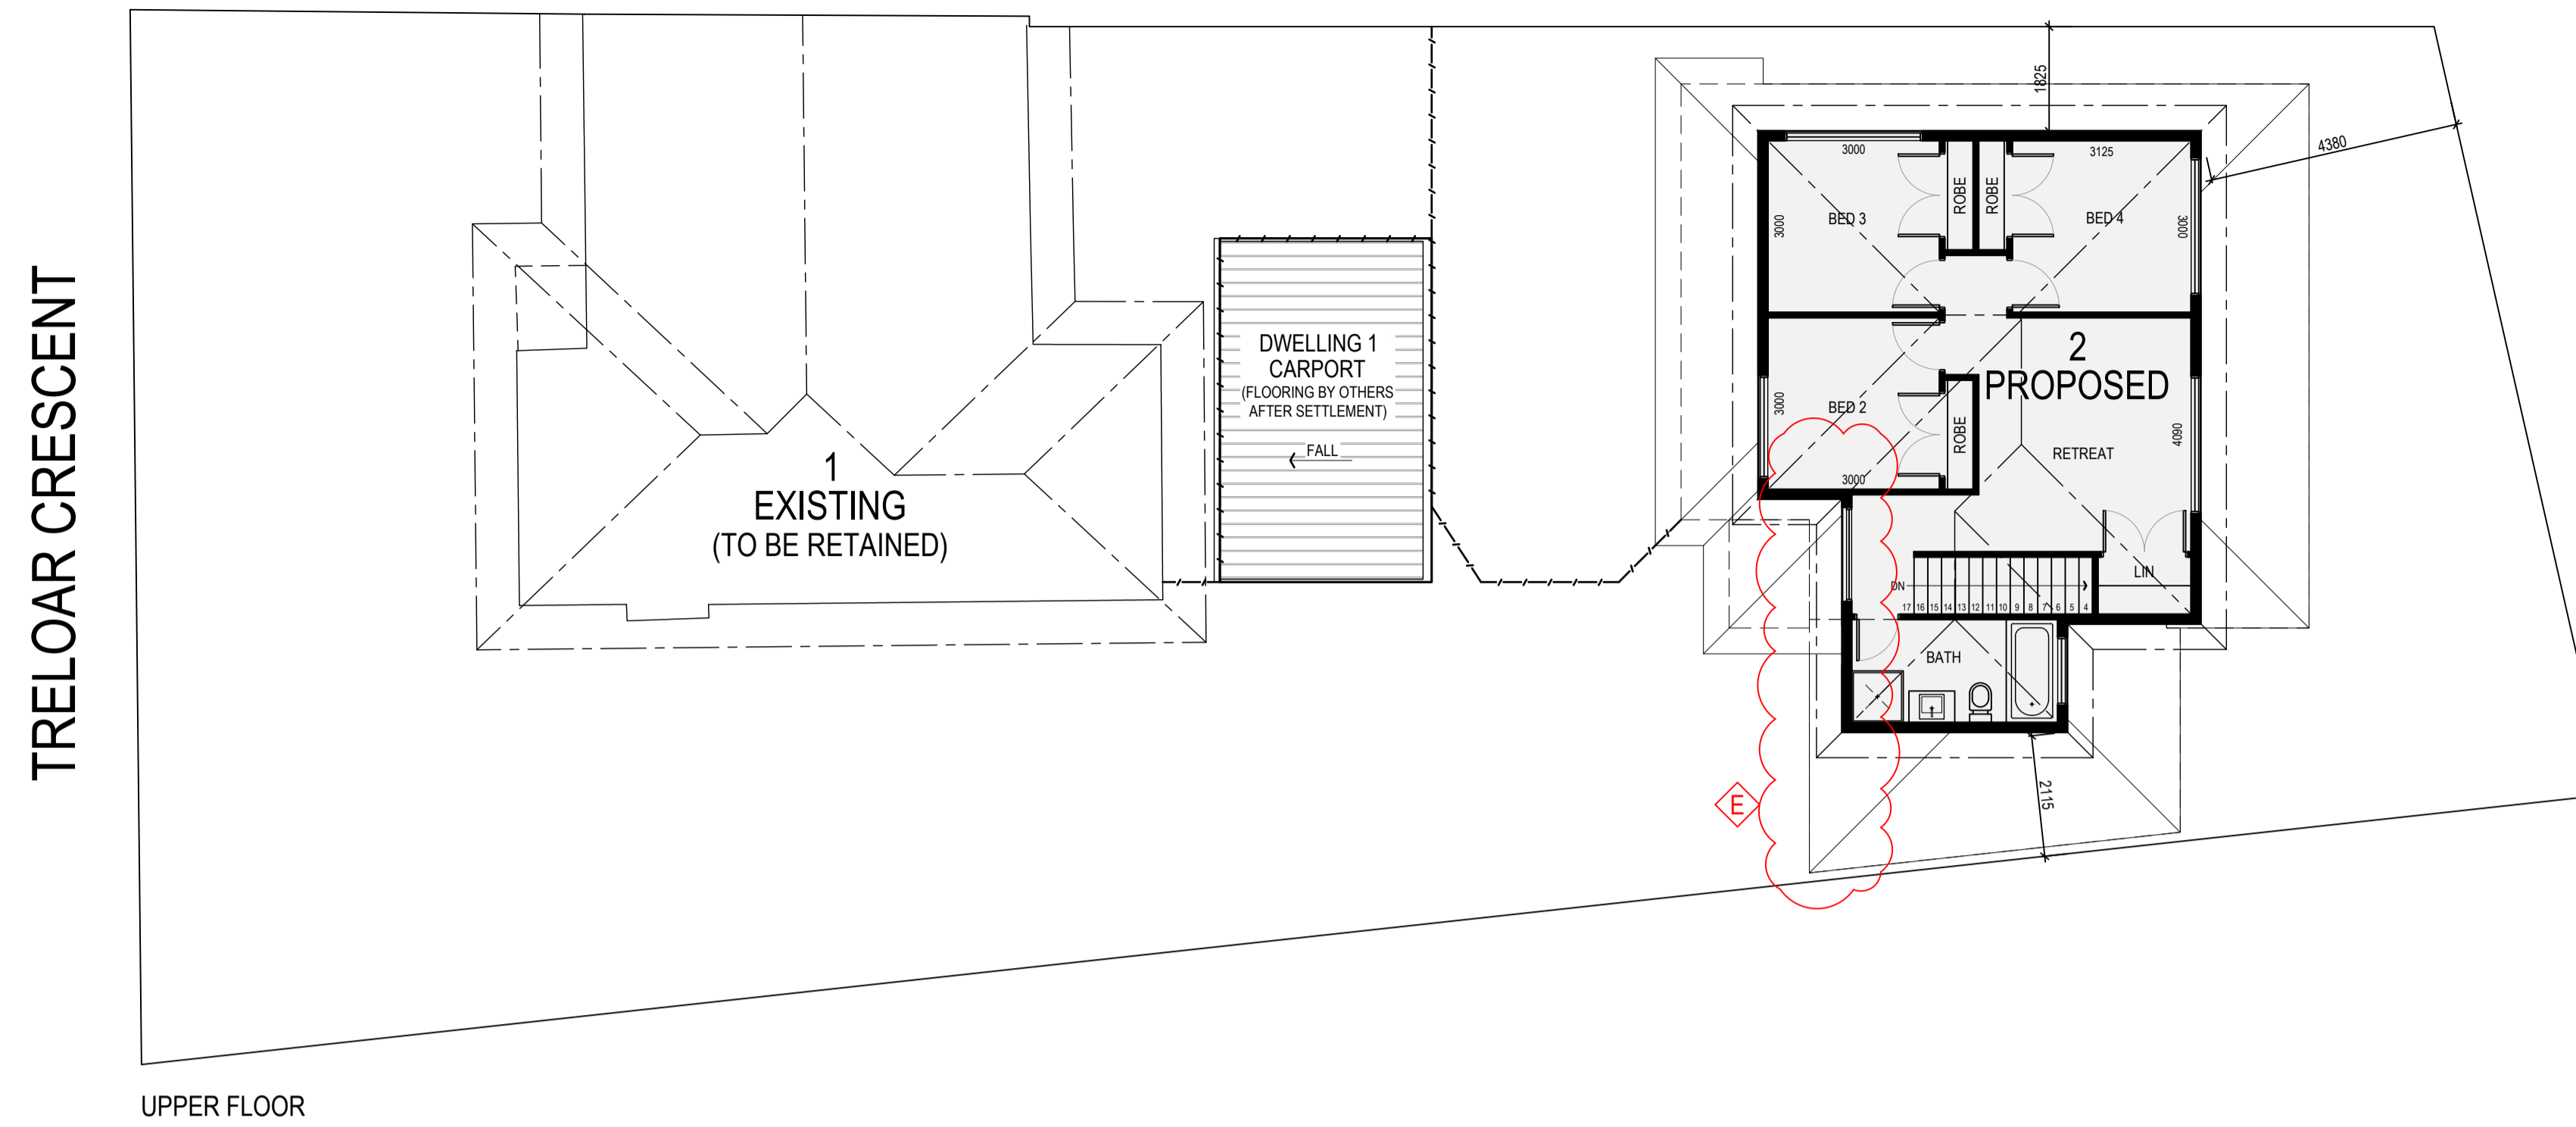 TRELOAR CRESCENT
1
EXISTING
(TO BE RETAINED)
DWELLING 1
CARPORT
(FLOORING BY OTHERS
AFTER SETTLEMENT)
FALL
1825
4380
3000
3125
ROBE
ROBE
BED 3
BED 4
3000
3000
2
PROPOSED
BED 2
3000
ROBE
3000
RETREAT
4090
LIN
DN
17 16 15 14 13 12 11 10 9 8 7 6 5 4
BATH
E
2115
UPPER FLOOR